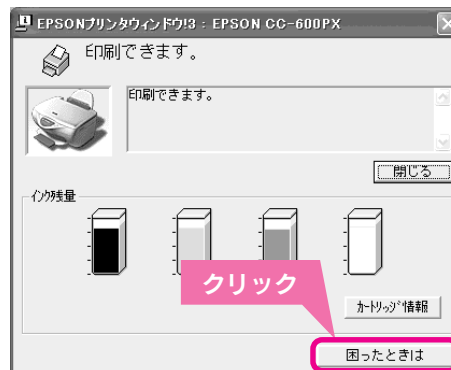 EPSONプリンタウィンドウ!3 : EPSON CC-600PX
印刷できます。
印刷できます。
閉じる
インク残量
クリック
カートリッジ情報
困ったときは